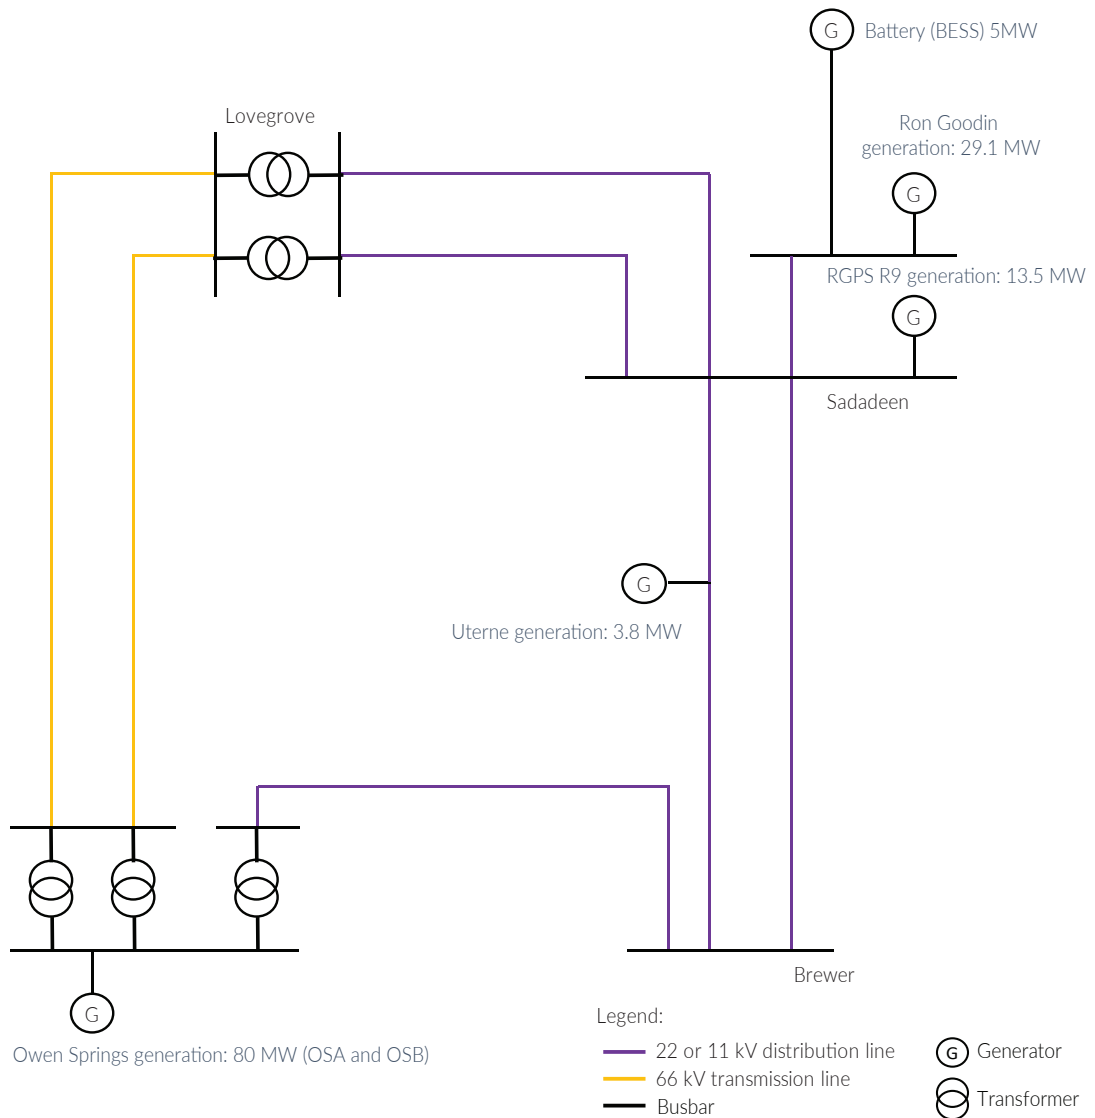 G
Battery (BESS) 5MW
Lovegrove
Ron Goodin
generation: 29.1 MW
G
RGPS R9 generation: 13.5 MW
G
Sadadeen
G
Uterne generation: 3.8 MW
Brewer
G
Owen Springs generation: 80 MW (OSA and OSB)
Legend:
22 or 11 kV distribution line
66 kV transmission line
Busbar
G
Generator
Transformer